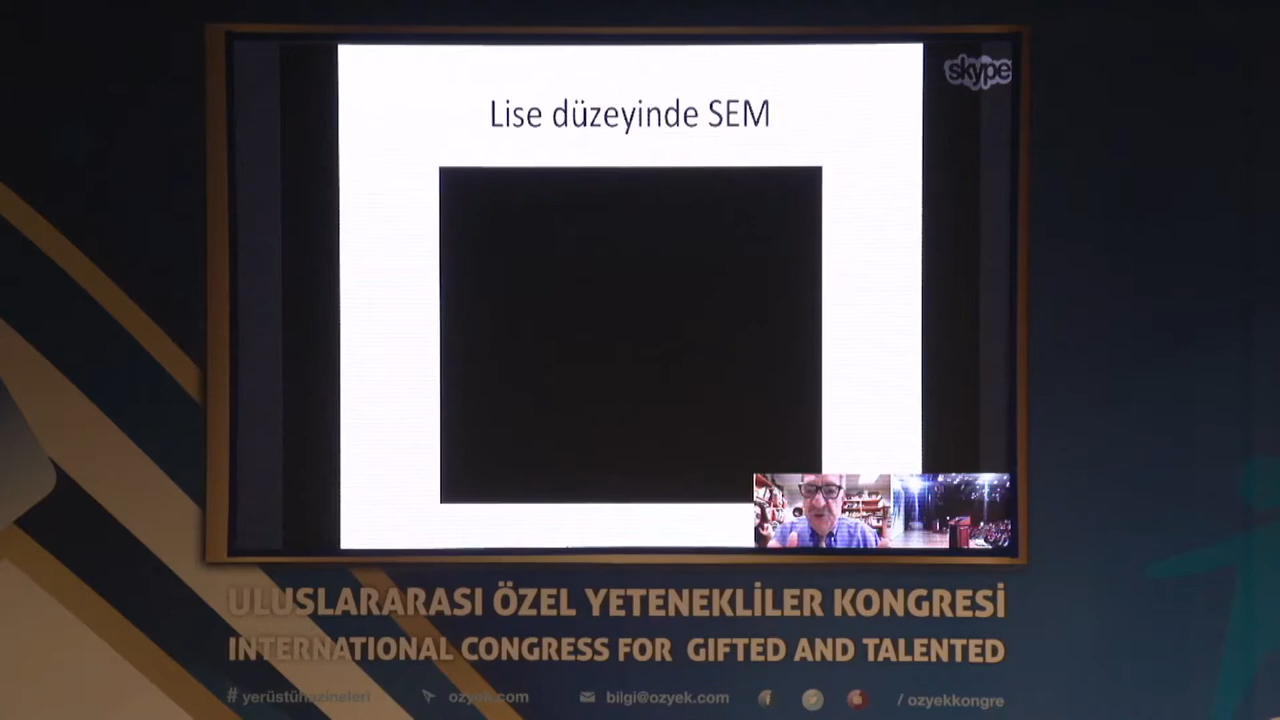 skype
Lise düzeyinde SEM
ULUSLARARASI ÖZEL YETENEKLİLER KONGRESİ
INTERNATIONAL CONGRESS FOR GIFTED AND TALENTED
# yerüstühazineleri ozyek.com bilgi@ozyek.com / ozyekkongre